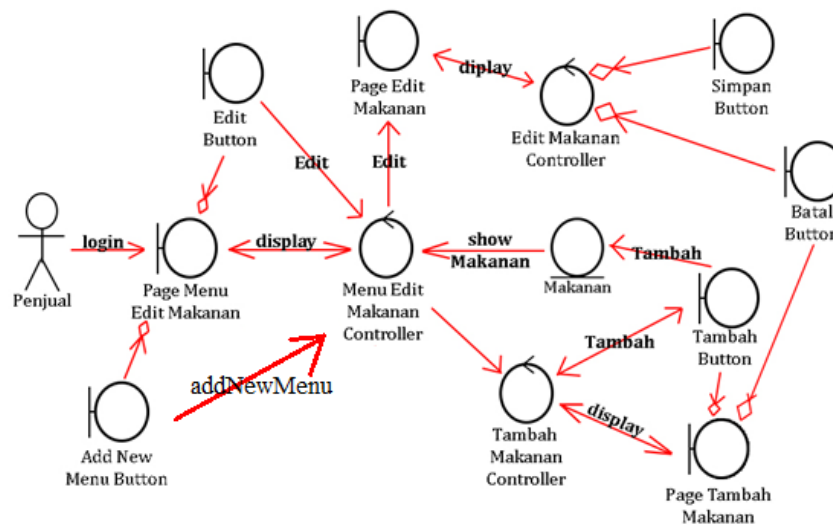 Page Edit
Makanan
diplay
Simpan
Button
Edit
Button
Edit Makanan
Controller
Edit
Edit
Batal
Button
login
display
show
Makanan
Tambah
Penjual
Page Menu
Edit Makanan
Menu Edit
Makanan
Controller
Makanan
Tambah
Button
Tambah
addNewMenu
display
Add New
Menu Button
Tambah
Makanan
Controller
Page Tambah
Makanan